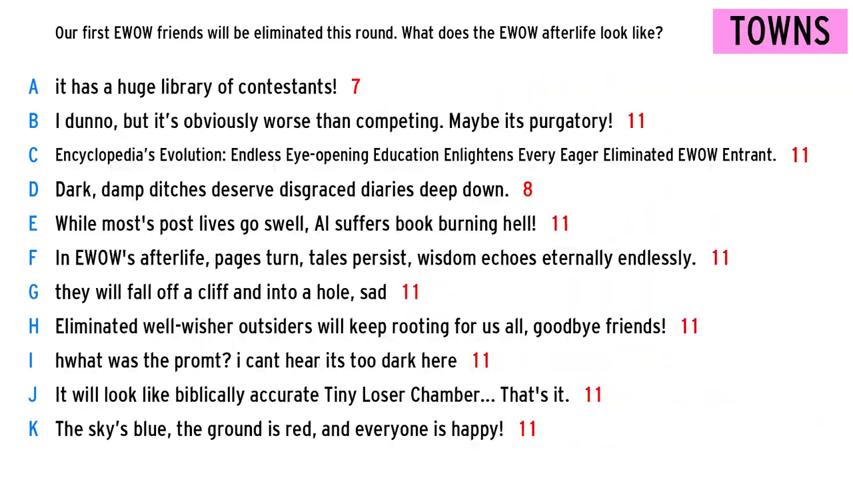 Our first EWOW friends will be eliminated this round. What does the EWOW afterlife look like?
TOWNS
A it has a huge library of contestants! 7
B I dunno, but it's obviously worse than competing. Maybe its purgatory! 11
C Encyclopedia's Evolution: Endless Eye-opening Education Enlightens Every Eager Eliminated EWOW Entrant. 11
D Dark, damp ditches deserve disgraced diaries deep down. 8
E While most's post lives go swell, AI suffers book burning hell! 11
F In EWOW's afterlife, pages turn, tales persist, wisdom echoes eternally endlessly. 11
G they will fall off a cliff and into a hole, sad 11
H Eliminated well-wisher outsiders will keep rooting for us all, goodbye friends! 11
I hwhat was the promt? i cant hear its too dark here 11
J It will look like biblically accurate Tiny Loser Chamber... That's it. 11
K The sky's blue, the ground is red, and everyone is happy! 11